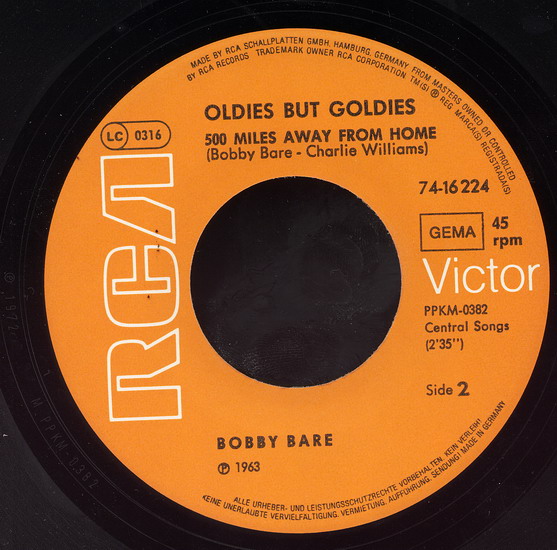 MADE BY RCA SCHALLPLATTEN GMBH, HAMBURG, GERMANY FROM MASTERS OWNED OR CONTROLLED
BY RCA RECORDS TRADEMARK OWNER RCA CORPORATION TM(S) ® REG MARCA(S) REGISTRADA(S)
OLDIES BUT GOLDIES
LC 0316
500 MILES AWAY FROM HOME
(Bobby Bare - Charlie Williams)
RCA
74-16 224
GEMA
45
rpm
Victor
PPKM-0382
Central Songs
(2'35")
Side 2
BOBBY BARE
Ⓟ 1963
ALLE URHEBER- UND LEISTUNGSSCHUTZRECHTE VORBEHALTEN. KEIN VERLEIH!
KEINE UNERLAUBTE VERVIELFÄLTIGUNG, VERMIETUNG, AUFFÜHRUNG, SENDUNG! MADE IN GERMANY